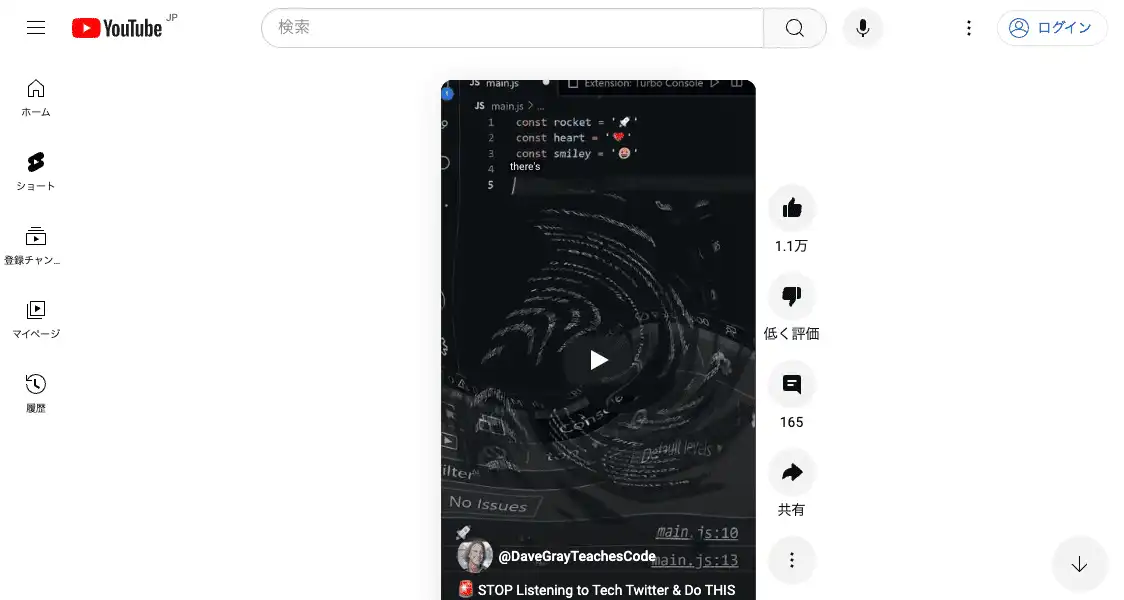 YouTube JP
検索
ログイン
ホーム
ショート
登録チャン...
マイページ
履歴
JS main.js
Extension: Turbo Console
JS main.js > ...
1 const rocket = '🚀'
2 const heart = '💖'
3 const smiley = '😀'
4
there's
5
Console
Default levels
No Issues
main.js:10
main.js:13
@DaveGrayTeachesCode
🚨 STOP Listening to Tech Twitter & Do THIS
1.1万
低く評価
165
共有